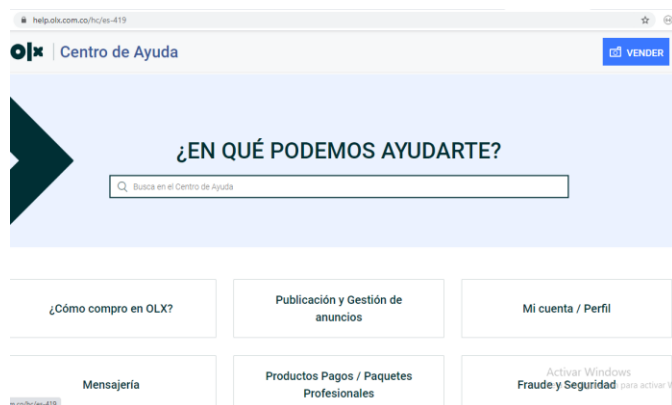 help.olx.com.co/hc/es-419
olx Centro de Ayuda
VENDER
¿EN QUÉ PODEMOS AYUDARTE?
Busca en el Centro de Ayuda
¿Cómo compro en OLX?
Publicación y Gestión de
anuncios
Mi cuenta / Perfil
Mensajería
Productos Pagos / Paquetes
Profesionales
Activar Windows
Fraude y Seguridad
para activar